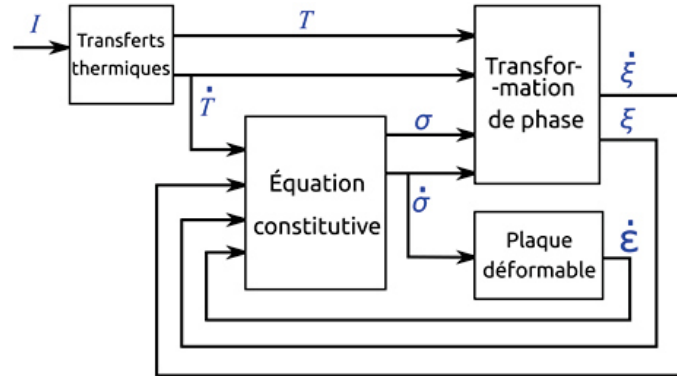 I
Transferts
thermiques
T
Ṫ
Transfor-
-mation
de phase
ξ̇
ξ
Équation
constitutive
σ
σ̇
Plaque
déformable
ε̇